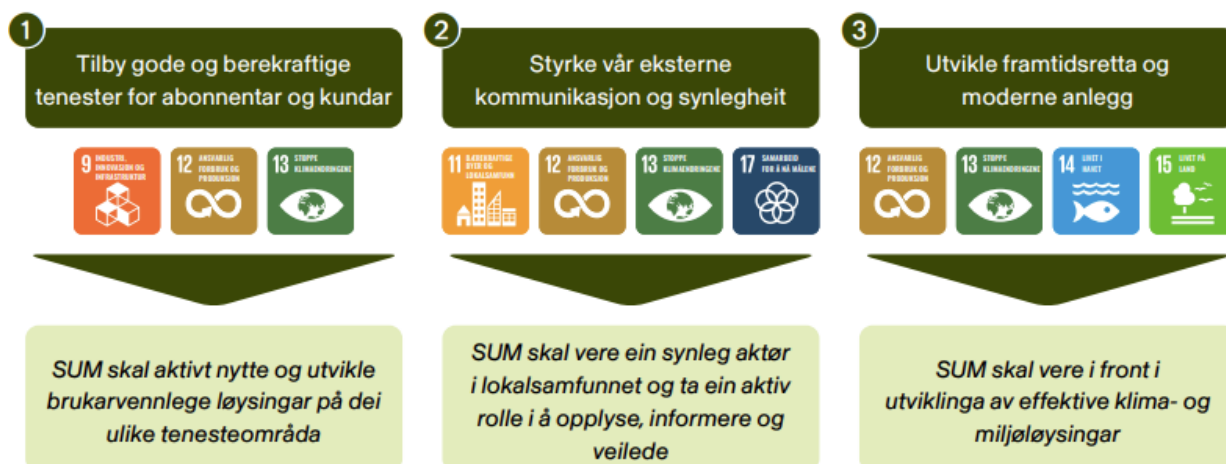 1
Tilby gode og berekraftige
tenester for abonnentar og kundar
9 INDUSTRI,
INNOVASJON OG
INFRASTRUKTUR
12 ANSVARLIG
FORBRUK OG
PRODUKSJON
13 STOPPE
KLIMAENDRINGENE
SUM skal aktivt nytte og utvikle
brukarvennlege løysingar på dei
ulike tenesteområda
2
Styrke vår eksterne
kommunikasjon og synlegheit
11 BÆREKRAFTIGE
BYER OG
LOKALSAMFUNN
12 ANSVARLIG
FORBRUK OG
PRODUKSJON
13 STOPPE
KLIMAENDRINGENE
17 SAMARBEID
FOR Å NÅ MÅLENE
SUM skal vere ein synleg aktør
i lokalsamfunnet og ta ein aktiv
rolle i å opplyse, informere og
veilede
3
Utvikle framtidsretta og
moderne anlegg
12 ANSVARLIG
FORBRUK OG
PRODUKSJON
13 STOPPE
KLIMAENDRINGENE
14 LIVET I
HAVET
15 LIVET PÅ
LAND
SUM skal vere i front i
utviklinga av effektive klima- og
miljøløysingar